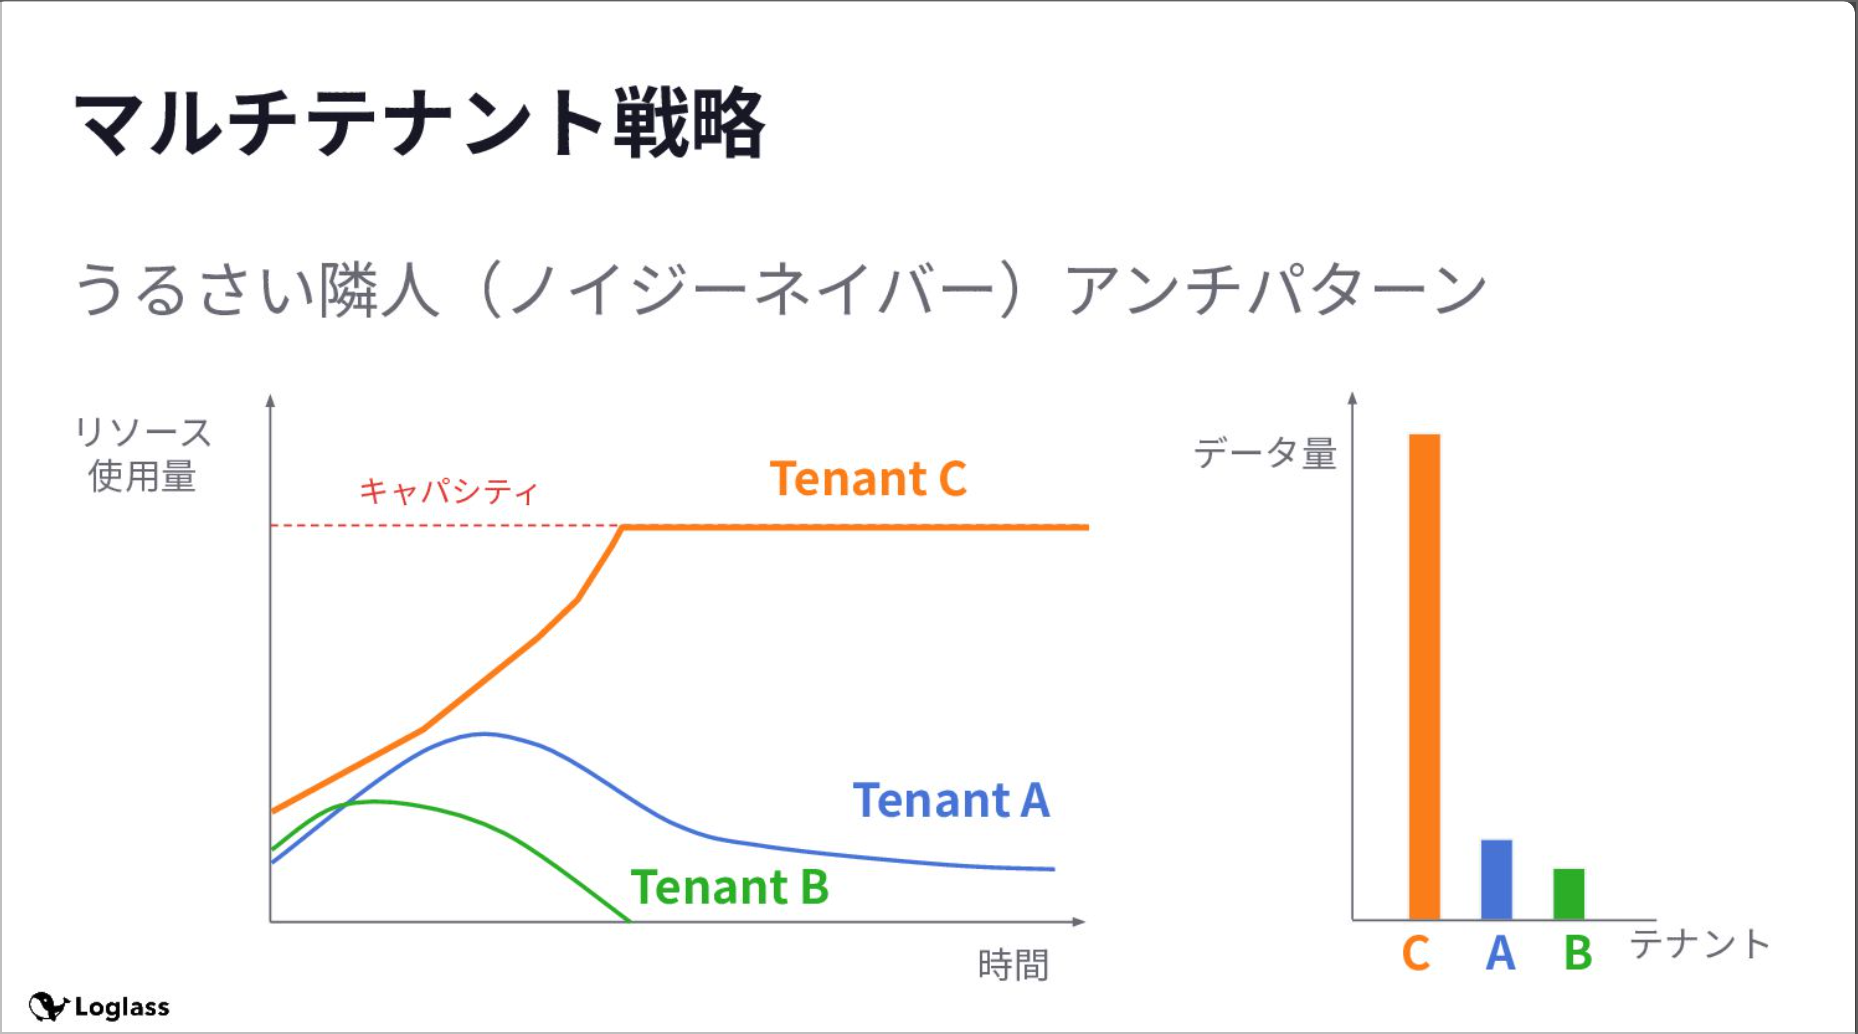 マルチテナント戦略
うるさい隣人（ノイジーネイバー）アンチパターン
リソース
使用量
キャパシティ
Tenant C
Tenant A
Tenant B
時間
データ量
C
A
B
テナント
Loglass